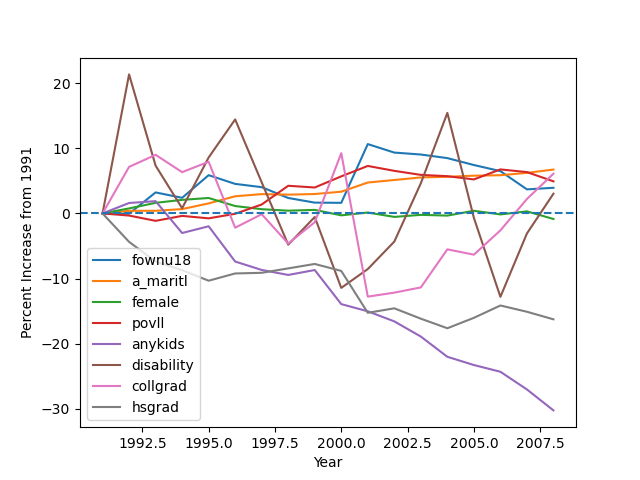 Percent Increase from 1991
20
10
0
−10
−20
−30
fownu18
a_maritl
female
povll
anykids
disability
collgrad
hsgrad
1992.5 1995.0 1997.5 2000.0 2002.5 2005.0 2007.5
Year